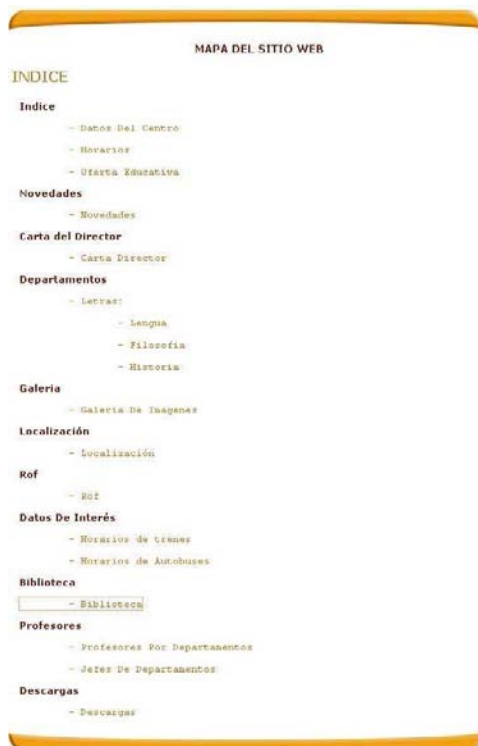 MAPA DEL SITIO WEB
INDICE
Indice
- Datos Del Centro
- Horarios
- Oferta Educativa
Novedades
- Novedades
Carta del Director
- Carta Director
Departamentos
- Letras:
- Lengua
- Filosofía
- Historia
Galeria
- Galeria De Imagenes
Localización
- Localización
Rof
- Rof
Datos De Interés
- Horarios de trenes
- Horarios de Autobuses
Biblioteca
- Biblioteca
Profesores
- Profesores Por Departamentos
- Jefes De Departamentos
Descargas
- Descargas